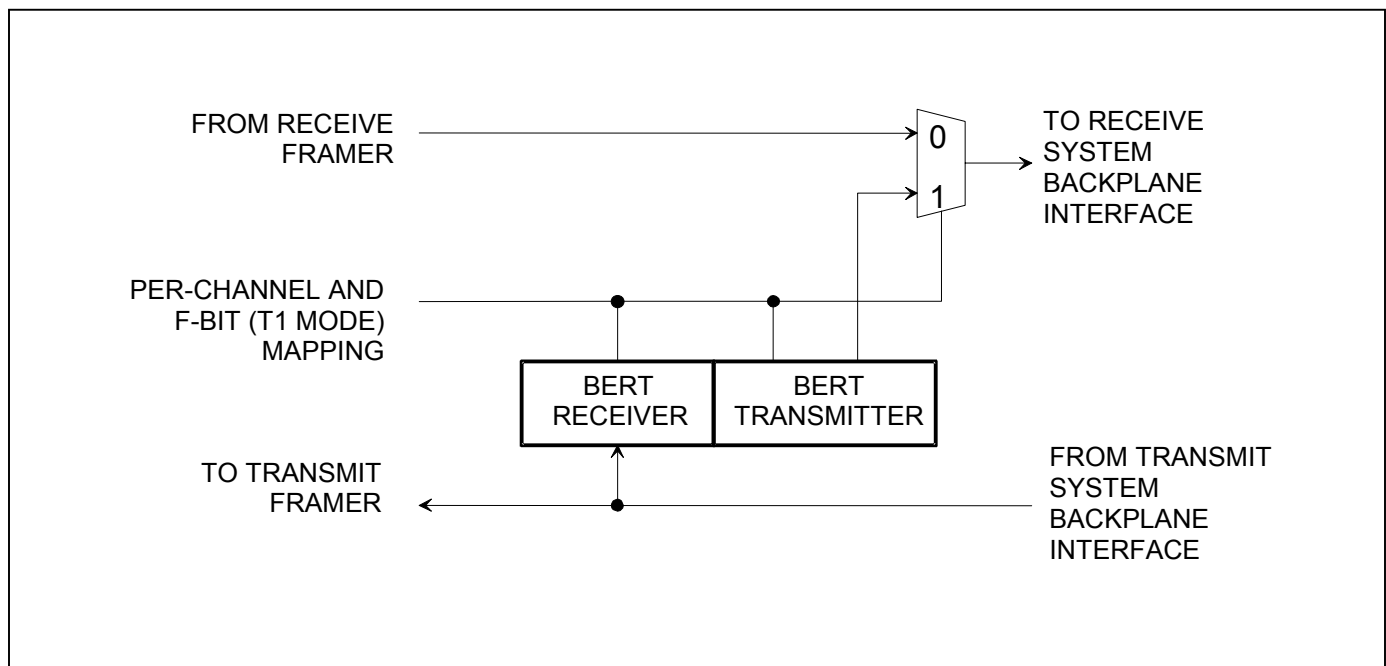 FROM RECEIVE
FRAMER
0
1
TO RECEIVE
SYSTEM
BACKPLANE
INTERFACE
PER-CHANNEL AND
F-BIT (T1 MODE)
MAPPING
BERT
RECEIVER
BERT
TRANSMITTER
TO TRANSMIT
FRAMER
FROM TRANSMIT
SYSTEM
BACKPLANE
INTERFACE